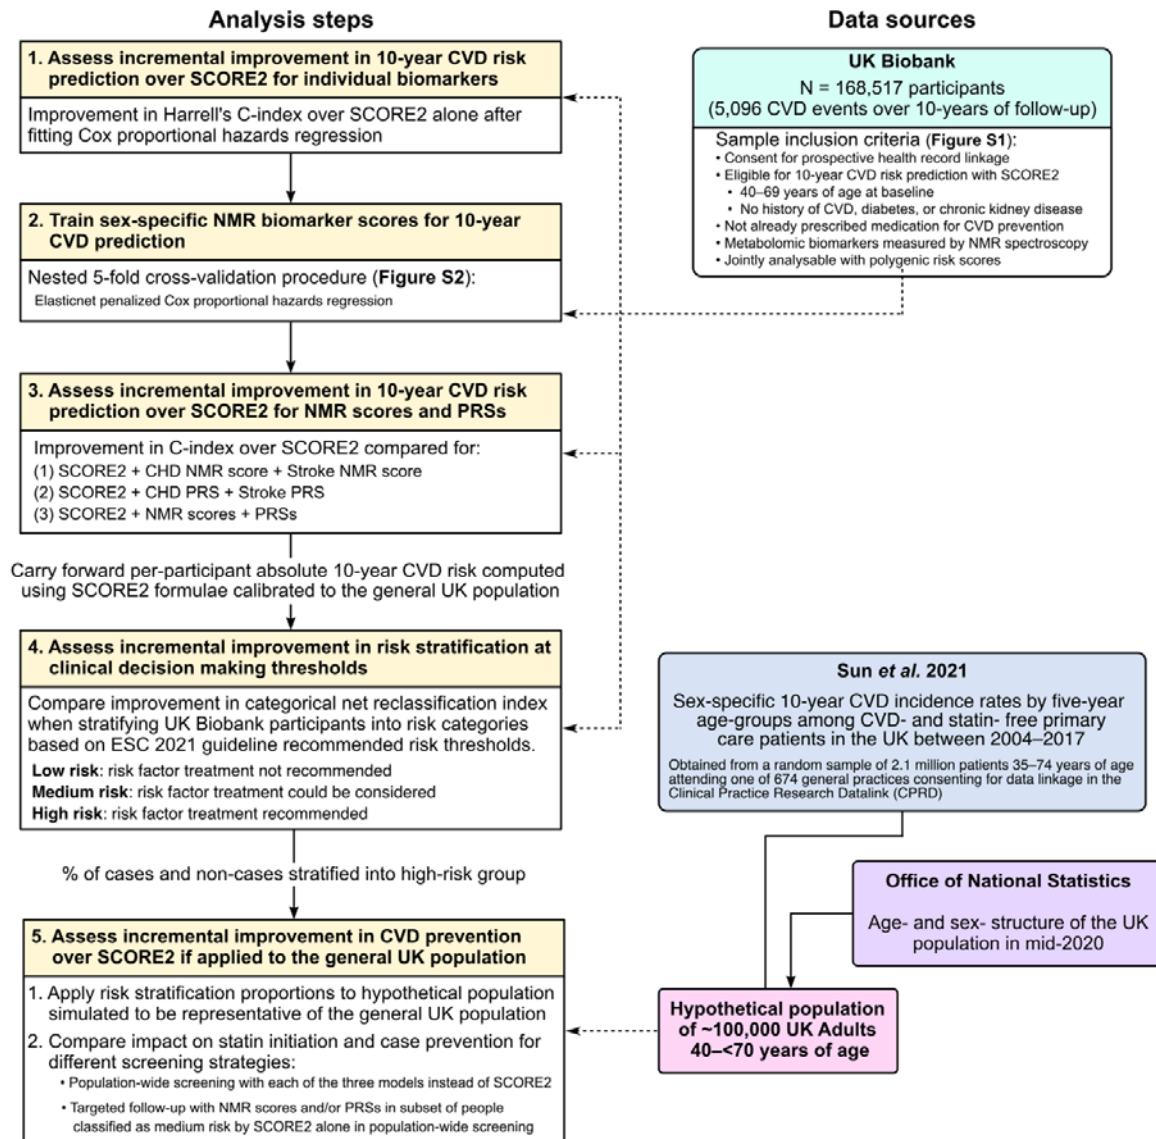 Analysis steps
1. Assess incremental improvement in 10-year CVD risk
prediction over SCORE2 for individual biomarkers
Improvement in Harrell's C-index over SCORE2 alone after
fitting Cox proportional hazards regression
2. Train sex-specific NMR biomarker scores for 10-year
CVD prediction
Nested 5-fold cross-validation procedure (Figure S2):
Elasticnet penalized Cox proportional hazards regression
3. Assess incremental improvement in 10-year CVD risk
prediction over SCORE2 for NMR scores and PRSs
Improvement in C-index over SCORE2 compared for:
(1) SCORE2 + CHD NMR score + Stroke NMR score
(2) SCORE2 + CHD PRS + Stroke PRS
(3) SCORE2 + NMR scores + PRSs
Carry forward per-participant absolute 10-year CVD risk computed
using SCORE2 formulae calibrated to the general UK population
4. Assess incremental improvement in risk stratification at
clinical decision making thresholds
Compare improvement in categorical net reclassification index
when stratifying UK Biobank participants into risk categories
based on ESC 2021 guideline recommended risk thresholds.
Low risk: risk factor treatment not recommended
Medium risk: risk factor treatment could be considered
High risk: risk factor treatment recommended
% of cases and non-cases stratified into high-risk group
5. Assess incremental improvement in CVD prevention
over SCORE2 if applied to the general UK population
1. Apply risk stratification proportions to hypothetical population
simulated to be representative of the general UK population
2. Compare impact on statin initiation and case prevention for
different screening strategies:
• Population-wide screening with each of the three models instead of SCORE2
• Targeted follow-up with NMR scores and/or PRSs in subset of people
classified as medium risk by SCORE2 alone in population-wide screening
Data sources
UK Biobank
N = 168,517 participants
(5,096 CVD events over 10-years of follow-up)
Sample inclusion criteria (Figure S1):
• Consent for prospective health record linkage
• Eligible for 10-year CVD risk prediction with SCORE2
• 40–69 years of age at baseline
• No history of CVD, diabetes, or chronic kidney disease
• Not already prescribed medication for CVD prevention
• Metabolomic biomarkers measured by NMR spectroscopy
• Jointly analysable with polygenic risk scores
Sun et al. 2021
Sex-specific 10-year CVD incidence rates by five-year
age-groups among CVD- and statin- free primary
care patients in the UK between 2004–2017
Obtained from a random sample of 2.1 million patients 35–74 years of age
attending one of 674 general practices consenting for data linkage in the
Clinical Practice Research Datalink (CPRD)
Office of National Statistics
Age- and sex- structure of the UK
population in mid-2020
Hypothetical population
of ~100,000 UK Adults
40–<70 years of age